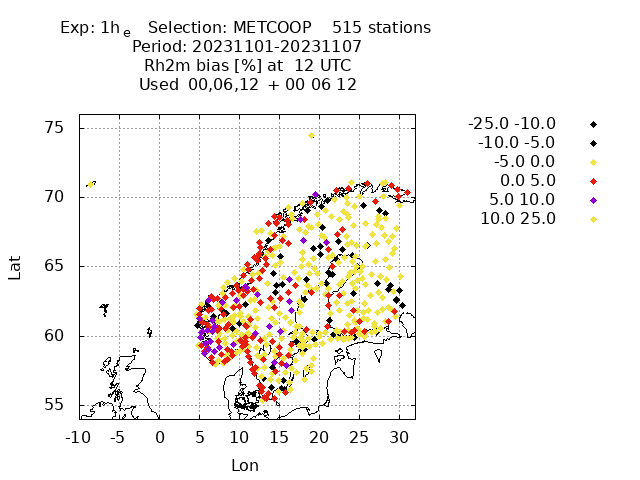 Exp: 1h e Selection: METCOOP 515 stations
Period: 20231101-20231107
Rh2m bias [%] at 12 UTC
Used 00,06,12 + 00 06 12
-25.0 -10.0
-10.0 -5.0
-5.0 0.0
0.0 5.0
5.0 10.0
10.0 25.0
75
70
65
60
55
Lat
-10 -5 0 5 10 15 20 25 30
Lon